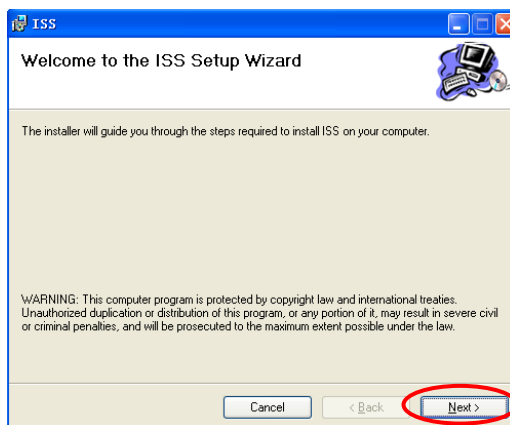 ISS
Welcome to the ISS Setup Wizard
The installer will guide you through the steps required to install ISS on your computer.
WARNING: This computer program is protected by copyright law and international treaties.
Unauthorized duplication or distribution of this program, or any portion of it, may result in severe civil
or criminal penalties, and will be prosecuted to the maximum extent possible under the law.
Cancel < Back Next >